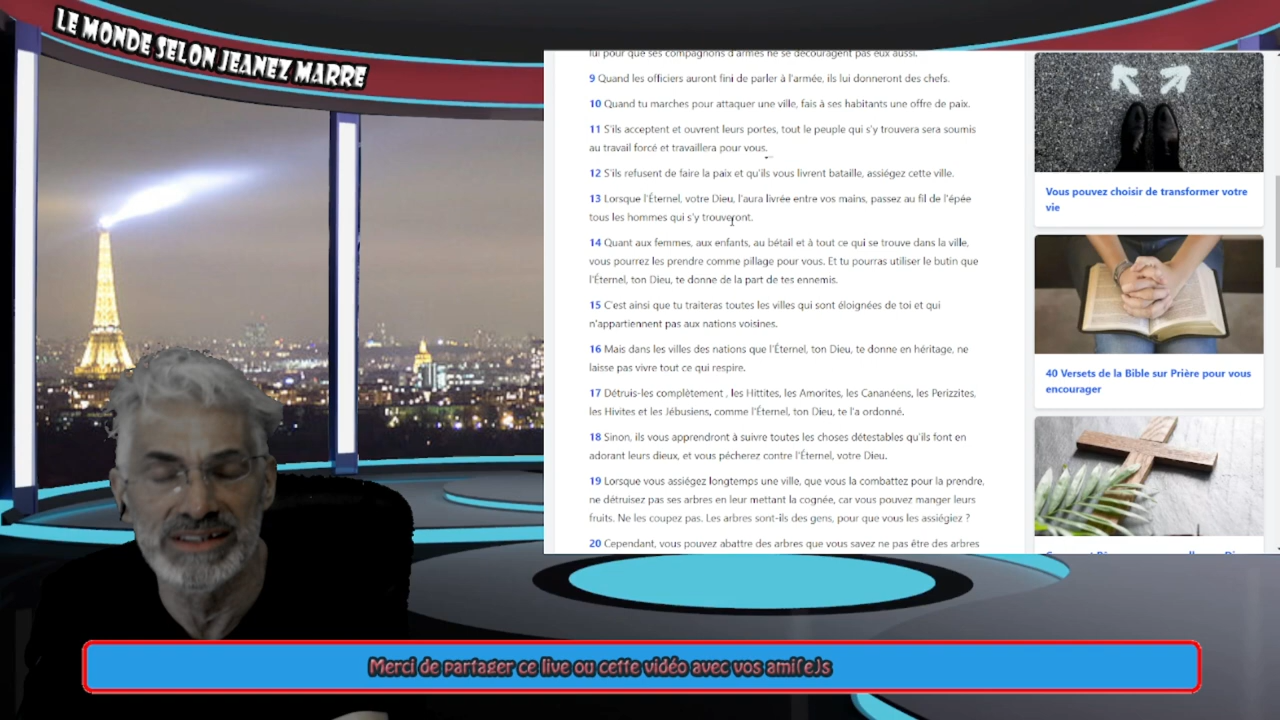 LE MONDE SELON JEANEZ MARRE
lui pour que ses compagnons d'armes ne se découragent pas eux aussi.
9 Quand les officiers auront fini de parler à l'armée, ils lui donneront des chefs.
10 Quand tu marches pour attaquer une ville, fais à ses habitants une offre de paix.
11 S'ils acceptent et ouvrent leurs portes, tout le peuple qui s'y trouvera sera soumis
au travail forcé et travaillera pour vous.
12 S'ils refusent de faire la paix et qu'ils vous livrent bataille, assiégez cette ville.
13 Lorsque l'Éternel, votre Dieu, l'aura livrée entre vos mains, passez au fil de l'épée
tous les hommes qui s'y trouveront.
14 Quant aux femmes, aux enfants, au bétail et à tout ce qui se trouve dans la ville,
vous pourrez les prendre comme pillage pour vous. Et tu pourras utiliser le butin que
l'Éternel, ton Dieu, te donne de la part de tes ennemis.
15 C'est ainsi que tu traiteras toutes les villes qui sont éloignées de toi et qui
n'appartiennent pas aux nations voisines.
16 Mais dans les villes des nations que l'Éternel, ton Dieu, te donne en héritage, ne
laisse pas vivre tout ce qui respire.
17 Détruis-les complètement , les Hittites, les Amorites, les Cananéens, les Perizzites,
les Hivites et les Jébusiens, comme l'Éternel, ton Dieu, te l'a ordonné.
18 Sinon, ils vous apprendront à suivre toutes les choses détestables qu'ils font en
adorant leurs dieux, et vous pécherez contre l'Éternel, votre Dieu.
19 Lorsque vous assiégez longtemps une ville, que vous la combattez pour la prendre,
ne détruisez pas ses arbres en leur mettant la cognée, car vous pouvez manger leurs
fruits. Ne les coupez pas. Les arbres sont-ils des gens, pour que vous les assiégiez ?
20 Cependant, vous pouvez abattre des arbres que vous savez ne pas être des arbres
Vous pouvez choisir de transformer votre
vie
40 Versets de la Bible sur Prière pour vous
encourager
Merci de partager ce live ou cette vidéo avec vos ami(e)s